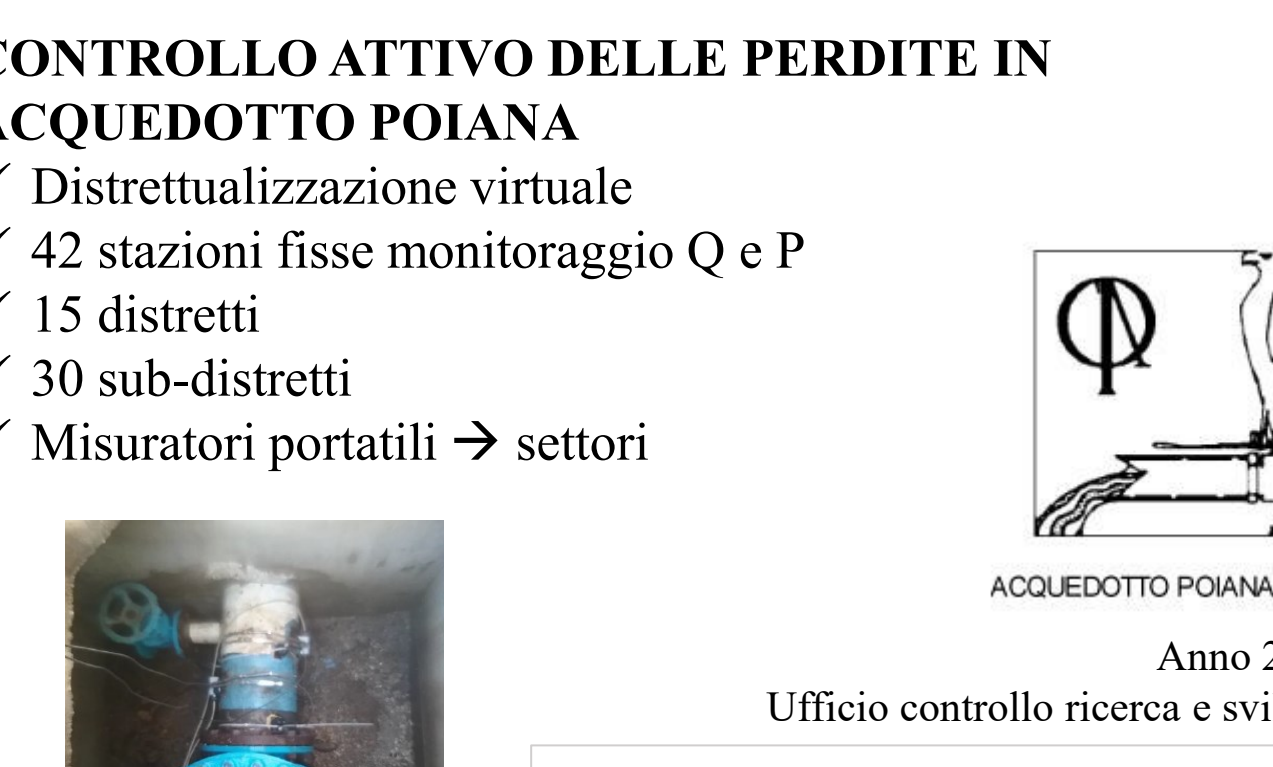 CONTROLLO ATTIVO DELLE PERDITE IN
ACQUEDOTTO POIANA
✓ Distrettualizzazione virtuale
✓ 42 stazioni fisse monitoraggio Q e P
✓ 15 distretti
✓ 30 sub-distretti
✓ Misuratori portatili → settori
ACQUEDOTTO POIANA
Anno 2
Ufficio controllo ricerca e svi